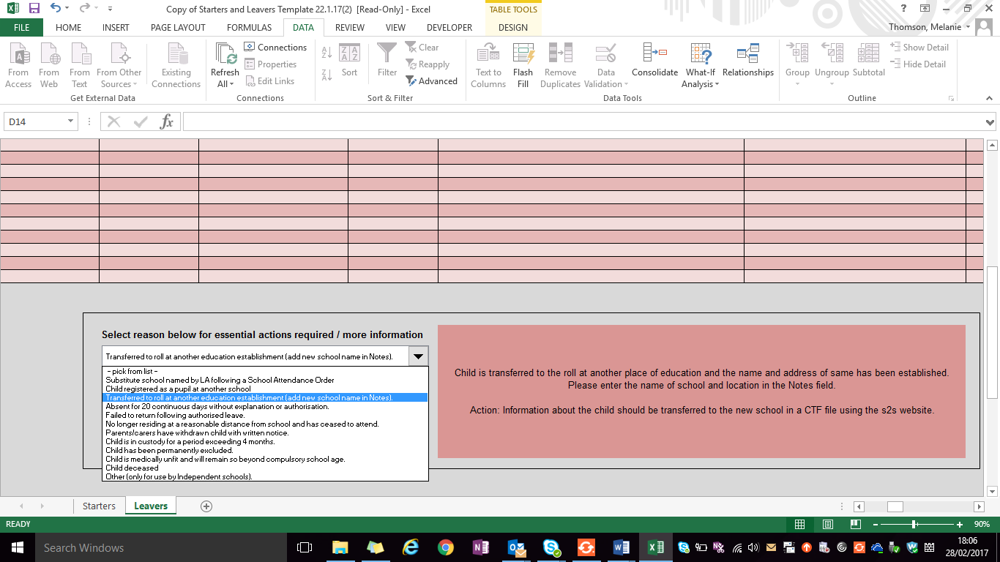 Copy of Starters and Leavers Template 22.1.17(2) [Read-Only] - Excel
TABLE TOOLS
?
FILE
HOME
INSERT
PAGE LAYOUT
FORMULAS
DATA
REVIEW
VIEW
DEVELOPER
DESIGN
Thomson, Melanie
From Access
From Web
From Text
From Other Sources
Existing Connections
Get External Data
Refresh All
Connections
Properties
Edit Links
Connections
Sort
Filter
Clear
Reapply
Advanced
Sort & Filter
Text to Columns
Flash Fill
Remove Duplicates
Data Validation
Consolidate
What-If Analysis
Relationships
Data Tools
Group
Ungroup
Subtotal
Show Detail
Hide Detail
Outline
D14
fx
Select reason below for essential actions required / more information
Transferred to roll at another education establishment (add new school name in Notes).
- pick from list -
Substitute school named by LA following a School Attendance Order
Child registered as a pupil at another school
Transferred to roll at another education establishment (add new school name in Notes).
Absent for 20 continuous days without explanation or authorisation.
Failed to return following authorised leave.
No longer residing at a reasonable distance from school and has ceased to attend.
Parents/carers have withdrawn child with written notice.
Child is in custody for a period exceeding 4 months.
Child has been permanently excluded.
Child is medically unfit and will remain so beyond compulsory school age.
Child deceased
Other (only for use by Independent schools).
Child is transferred to the roll at another place of education and the name and address of same has been established.
Please enter the name of school and location in the Notes field.
Action: Information about the child should be transferred to the new school in a CTF file using the s2s website.
Starters
Leavers
READY
90%
Search Windows
18:06
28/02/2017